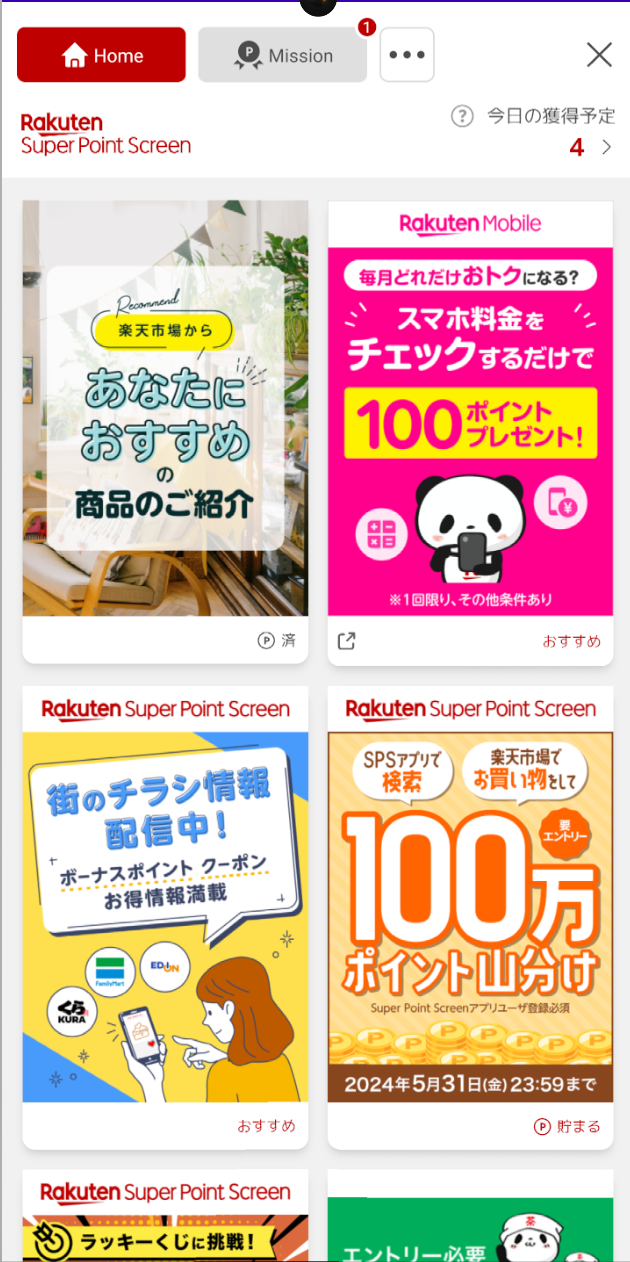 Home
Mission
1
Rakuten
Super Point Screen
? 今日の獲得予定
4
Recommend
楽天市場から
あなたに
おすすめ
の
商品のご紹介
P 済
Rakuten Mobile
毎月どれだけおトクになる?
スマホ料金を
チェックするだけで
100ポイント
プレゼント!
※1回限り、その他条件あり
おすすめ
Rakuten Super Point Screen
街のチラシ情報
配信中!
ボーナスポイント クーポン
お得情報満載
FamilyMart
EDION
くら
KURA
おすすめ
Rakuten Super Point Screen
SPSアプリで
検索
楽天市場で
お買い物をして
要
エントリー
100万
ポイント山分け
Super Point Screenアプリユーザ登録必須
2024年5月31日(金) 23:59まで
P 貯まる
Rakuten Super Point Screen
ラッキーくじに挑戦!
茶
エントリー必要